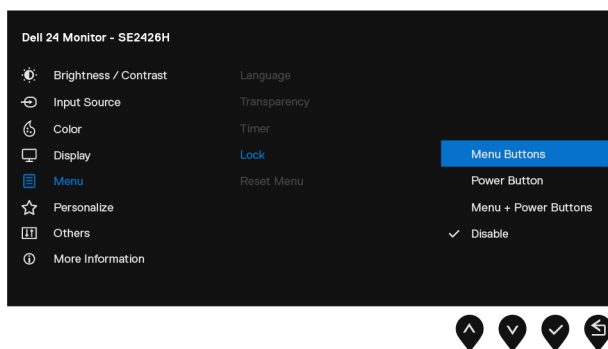 Dell 24 Monitor - SE2426H
Brightness / Contrast
Input Source
Color
Display
Menu
Personalize
Others
More Information
Language
Transparency
Timer
Lock
Reset Menu
Menu Buttons
Power Button
Menu + Power Buttons
Disable